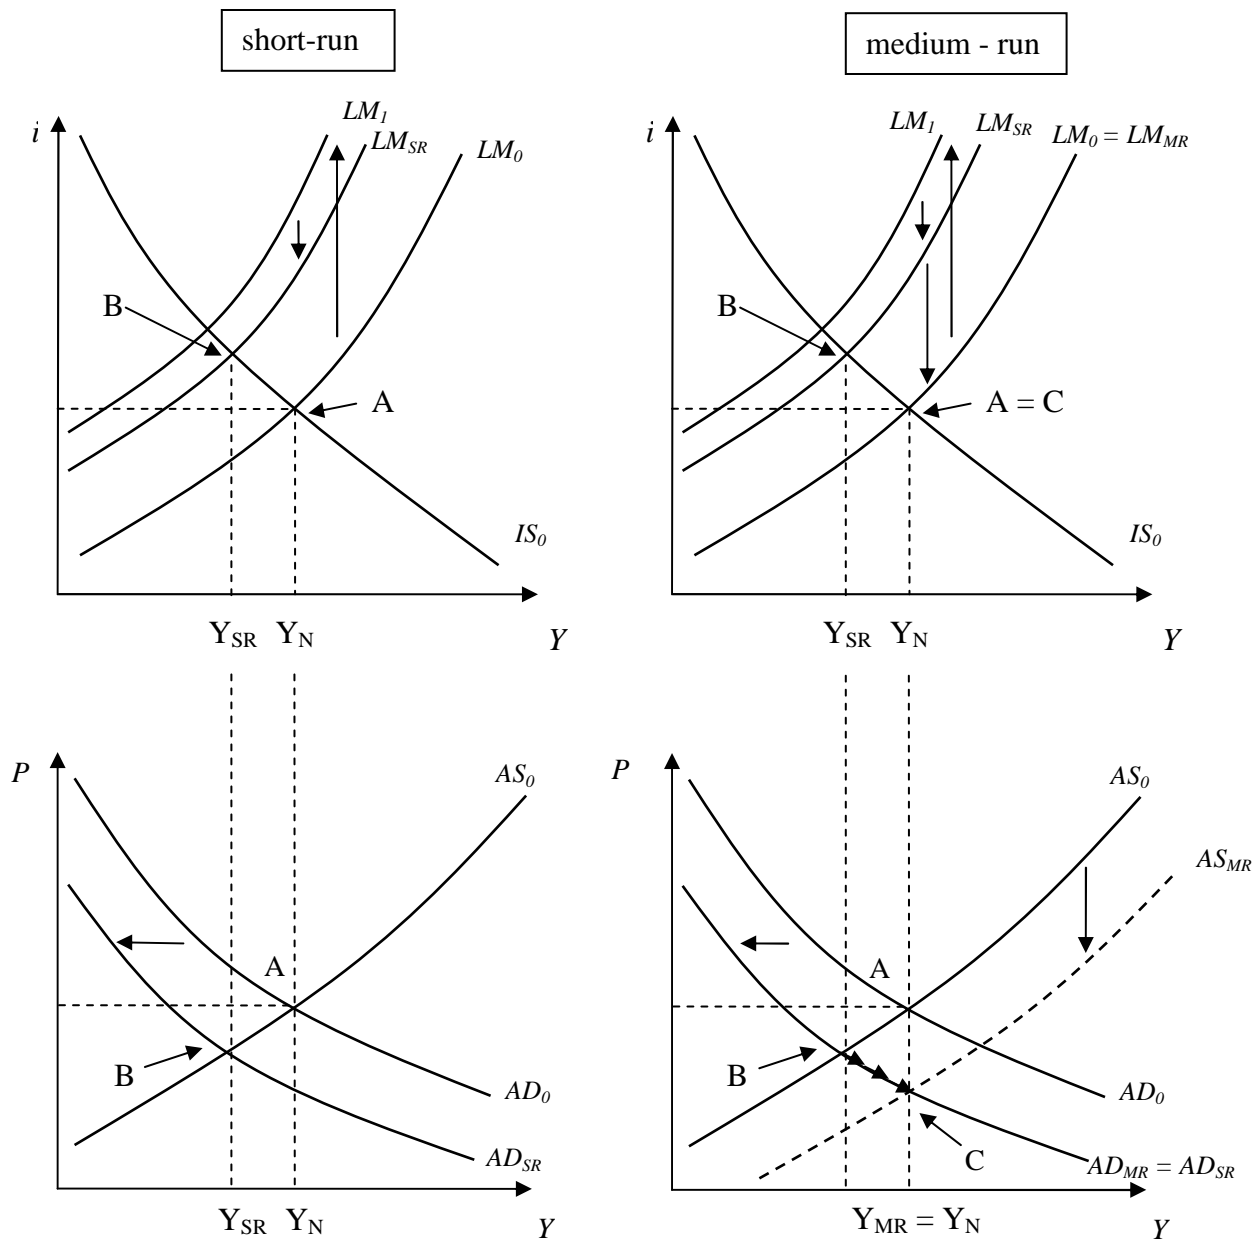 short-run
medium - run
i
LM1
LMSR
LM0
B
A
IS0
YSR YN
Y
i
LM1
LMSR
LM0 = LMMR
B
A = C
IS0
YSR YN
Y
P
AS0
A
B
AD0
ADSR
YSR YN
Y
P
AS0
ASMR
A
B
C
AD0
ADMR = ADSR
YMR = YN
Y